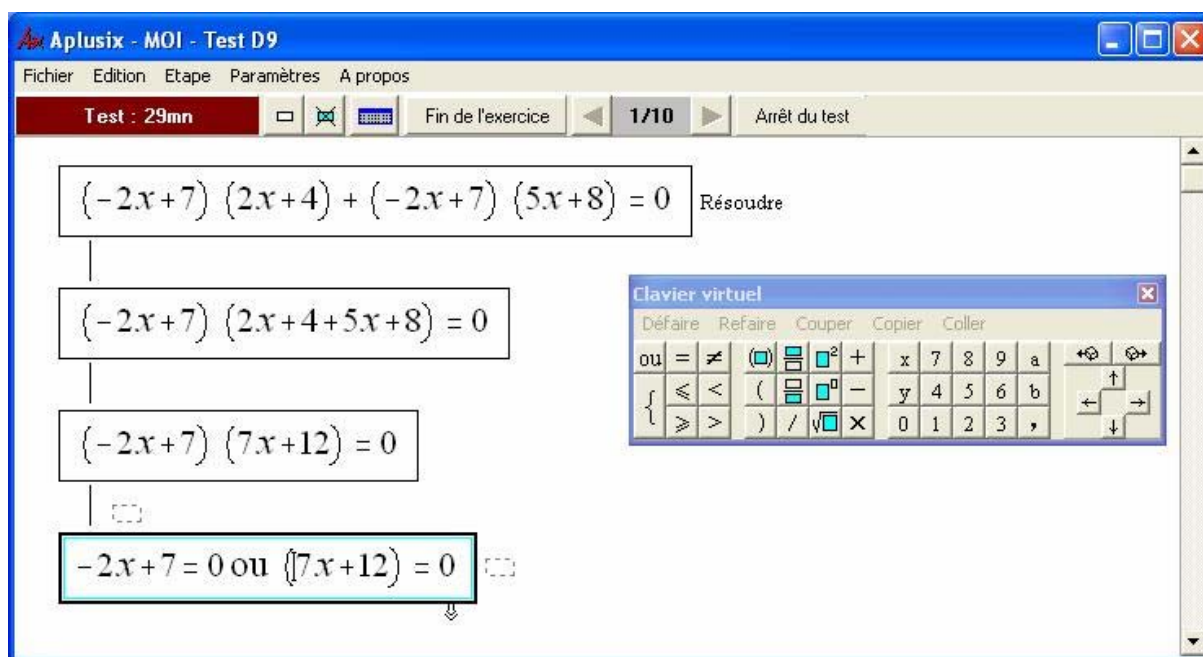 Aplusix - MOI - Test D9
Fichier Edition Etape Paramètres A propos
Test : 29mn Fin de l'exercice 1/10 Arrêt du test
(-2x+7) (2x+4) + (-2x+7) (5x+8) = 0 Résoudre
(-2x+7) (2x+4+5x+8) = 0
(-2x+7) (7x+12) = 0
-2x+7 = 0 ou (7x+12) = 0
Clavier virtuel
Défaire Refaire Couper Copier Coller
ou = ≠ (□) □² + x 7 8 9 a
{ ⩽ < ( □⁰ − y 4 5 6 b ↑ ← →
⩾ > ) / √□ × 0 1 2 3 , ↓